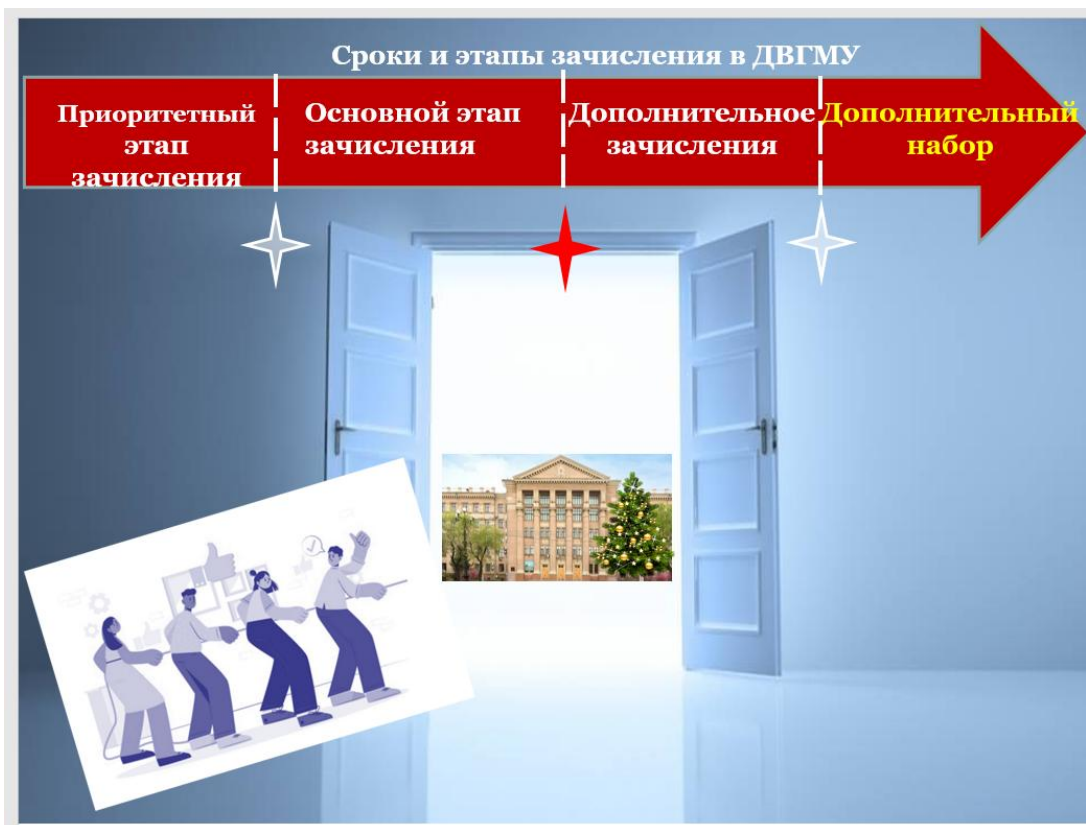 Сроки и этапы зачисления в ДВГМУ
Приоритетный
этап
зачисления
Основной этап
зачисления
Дополнительное
зачисления
Дополнительный
набор